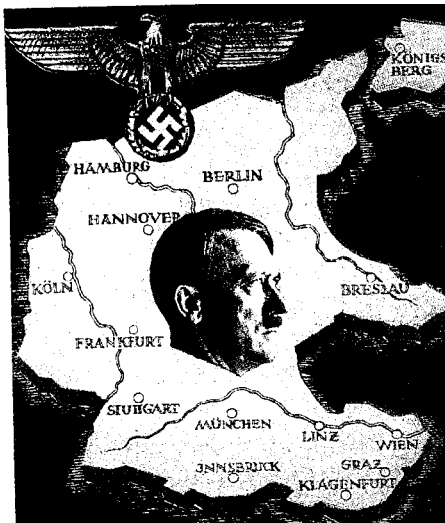 KÖNIGS
BERG
HAMBURG
BERLIN
HANNOVER
KÖLN
BRESLAU
FRANKFURT
STUTTGART
MÜNCHEN
LINZ
WIEN
INNSBRUCK
GRAZ
KLAGENFURT